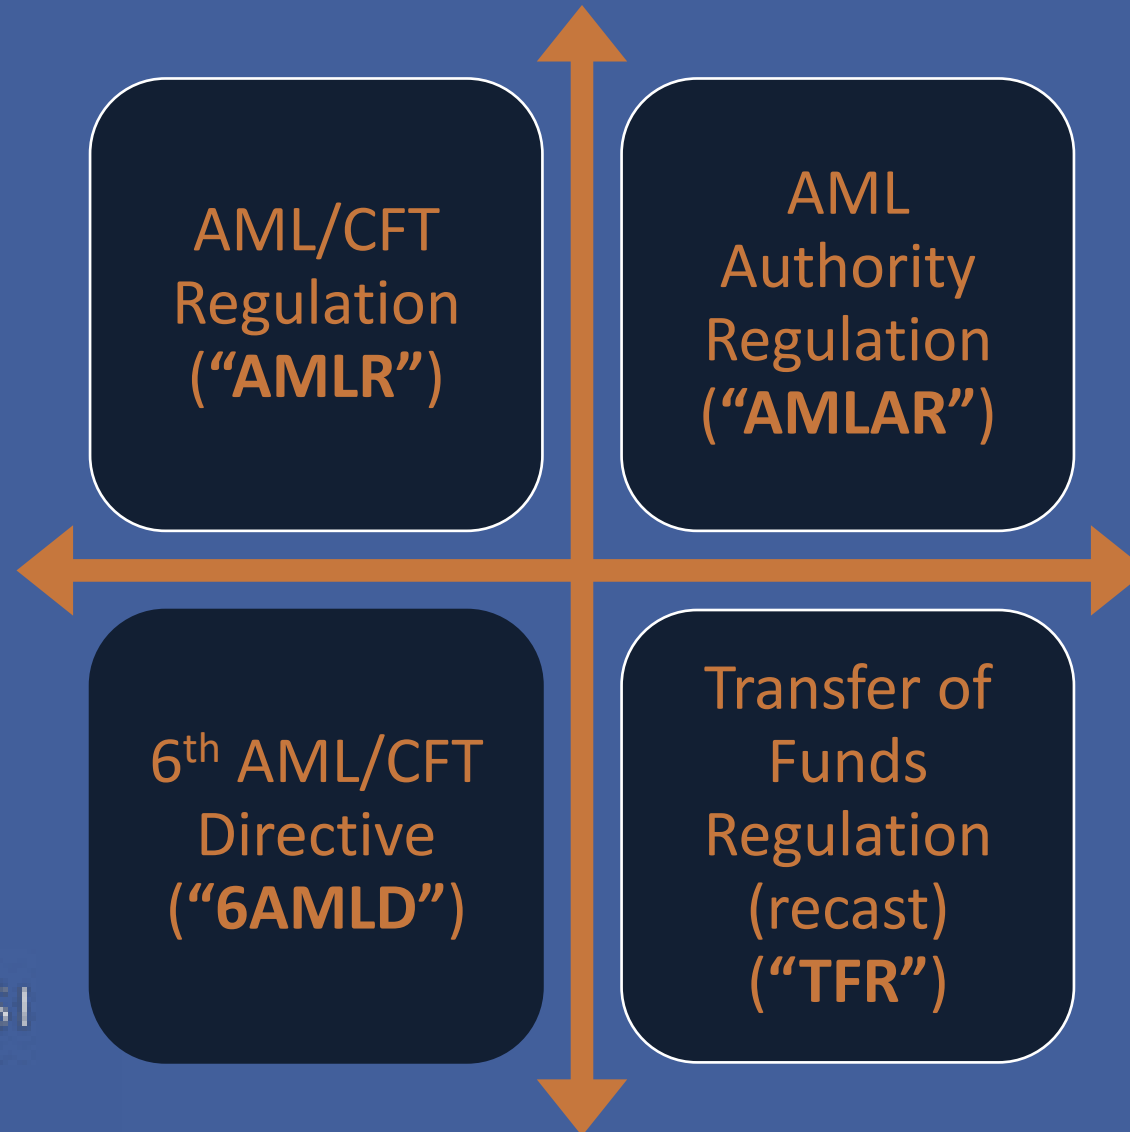 AML/CFT
Regulation
(“AMLR”)
AML
Authority
Regulation
(“AMLAR”)
6th AML/CFT
Directive
(“6AMLD”)
Transfer of
Funds
Regulation
(recast)
(“TFR”)